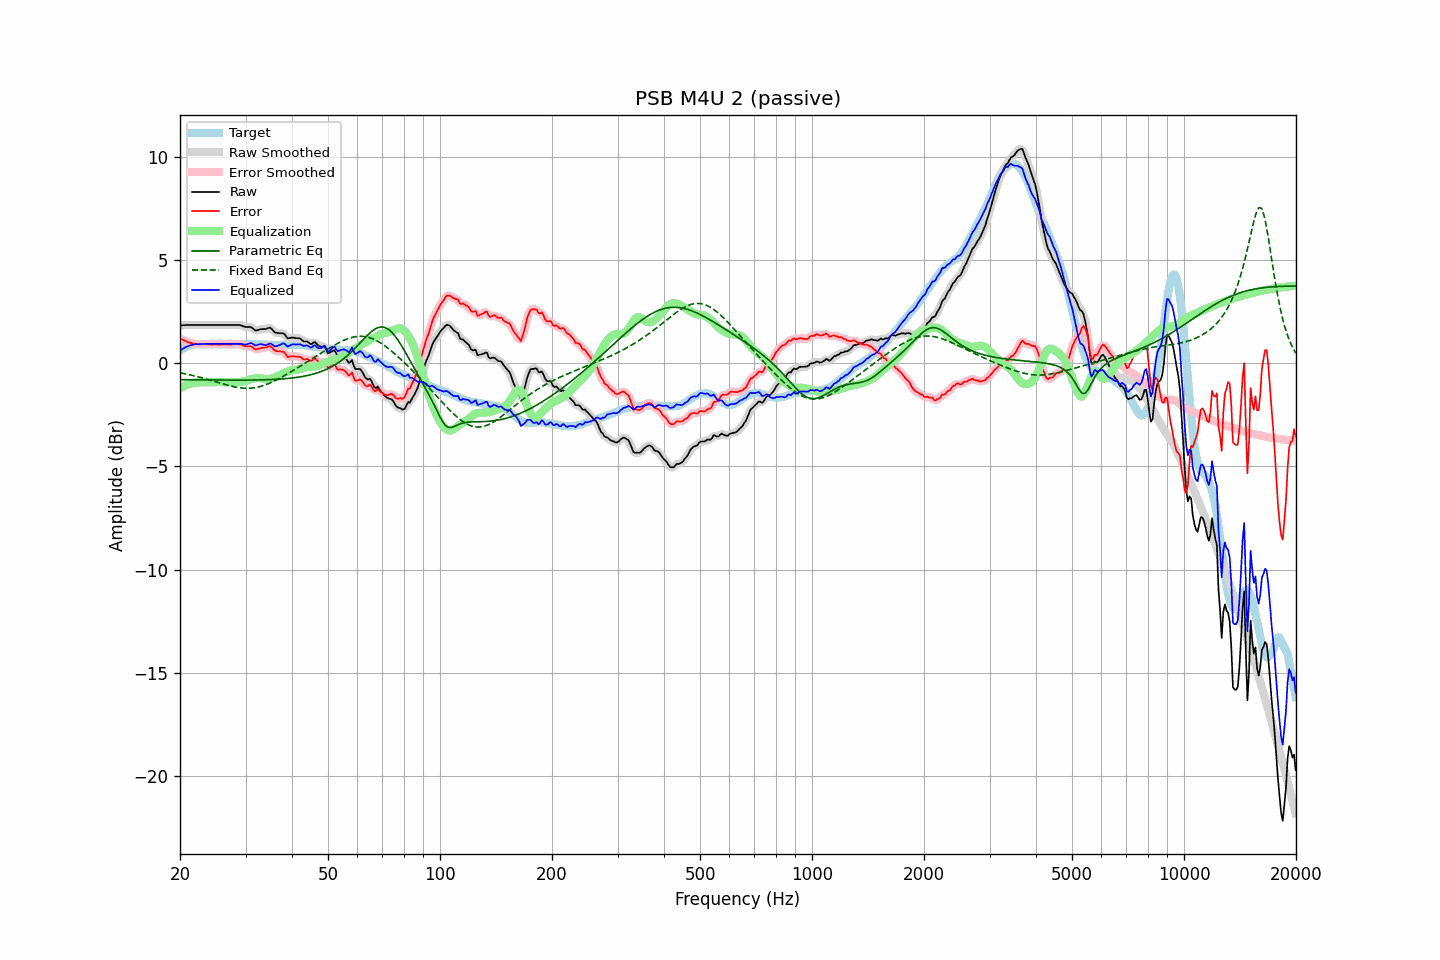 PSB M4U 2 (passive)
Target
Raw Smoothed
Error Smoothed
Raw
Error
Equalization
Parametric Eq
Fixed Band Eq
Equalized
10
5
0
−5
−10
−15
−20
Amplitude (dBr)
20 50 100 200 500 1000 2000 5000 10000 20000
Frequency (Hz)